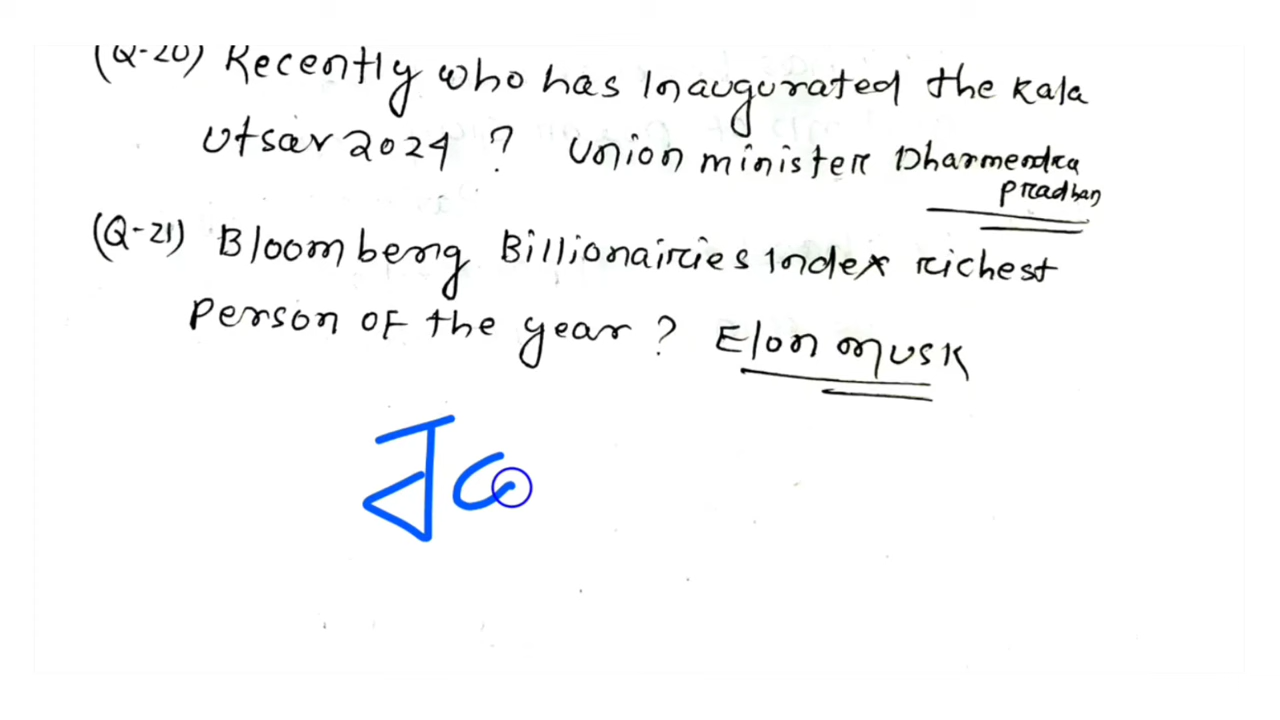 (Q-20) Recently who has Inaugurated the Kala
Utsav 2024 ? Union minister Dharmendra
Pradhan
(Q-21) Bloomberg Billionairies Index richest
Person of the year ? Elon musk